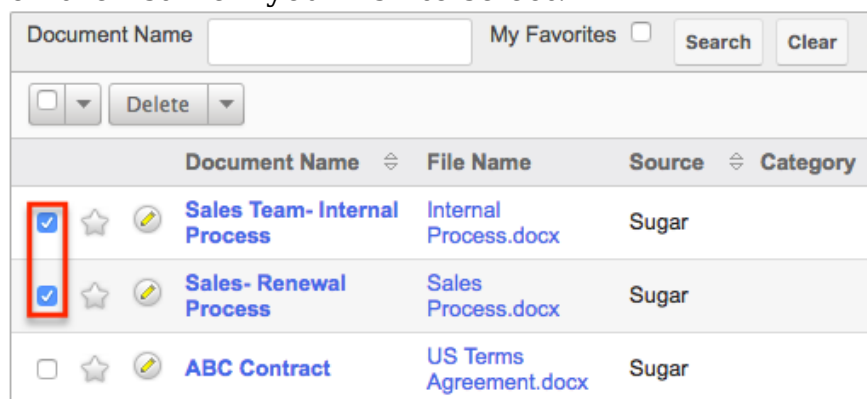 Document Name My Favorites Search Clear
Delete
Document Name File Name Source Category
Sales Team- Internal Process Internal Process.docx Sugar
Sales- Renewal Process Sales Process.docx Sugar
ABC Contract US Terms Agreement.docx Sugar